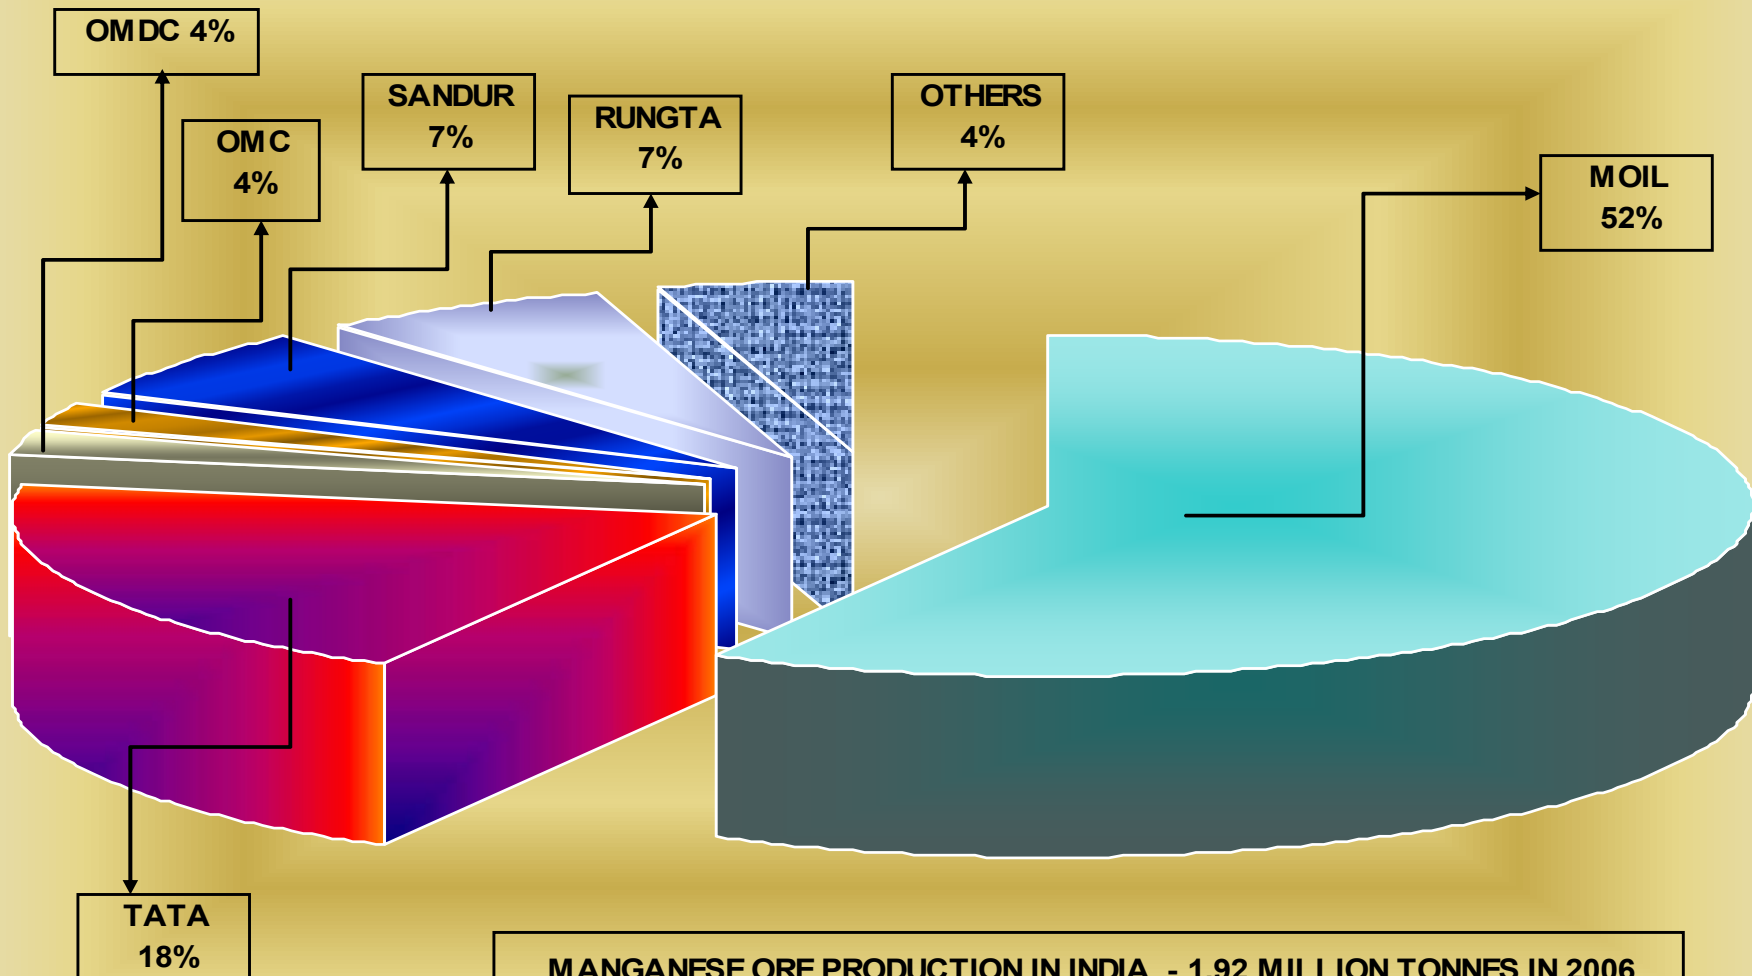 OMDC 4%
OMC
4%
SANDUR
7%
RUNGTA
7%
OTHERS
4%
MOIL
52%
TATA
18%
MANGANESE ORE PRODUCTION IN INDIA - 1.92 MILLION TONNES IN 2006